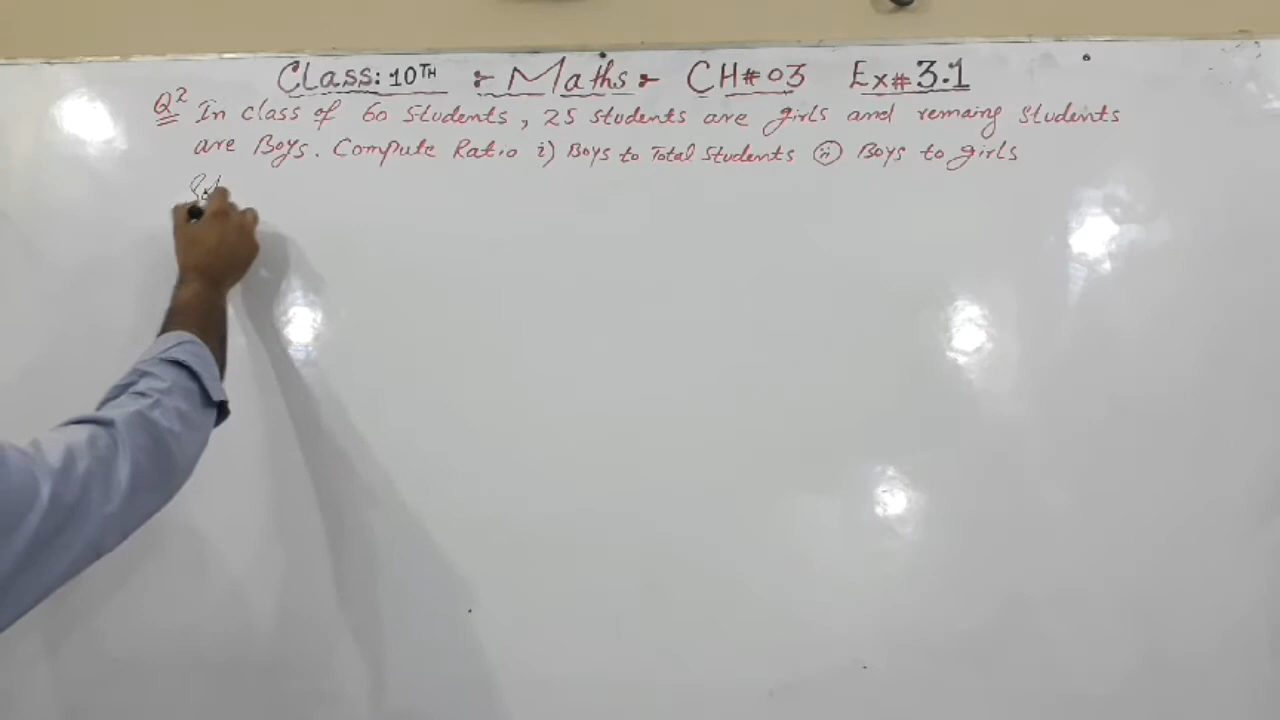 Class: 10TH :- Maths:- CH# 03 Ex# 3.1
Q2 In class of 60 Students, 25 students are girls and remaing students
are Boys. Compute Ratio i) Boys to Total Students ii) Boys to girls